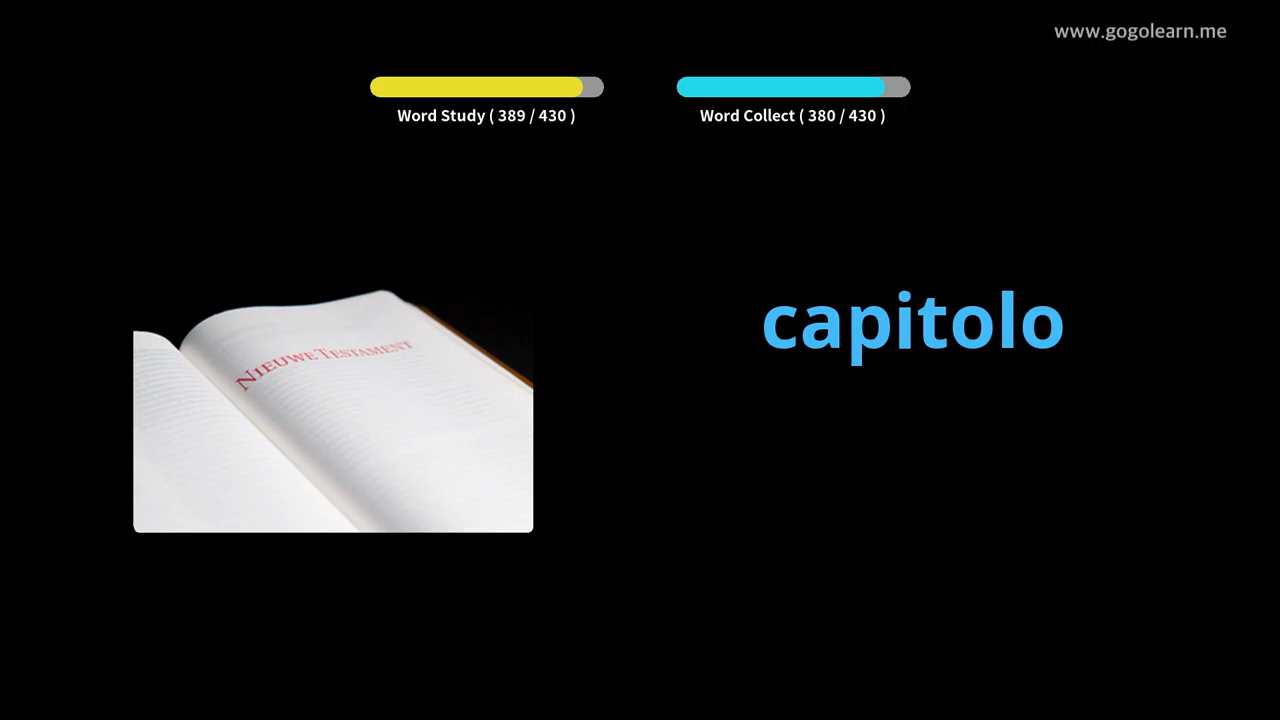 www.gogolearn.me
Word Study ( 389 / 430 )
Word Collect ( 380 / 430 )
NIEUWE TESTAMENT
capitolo